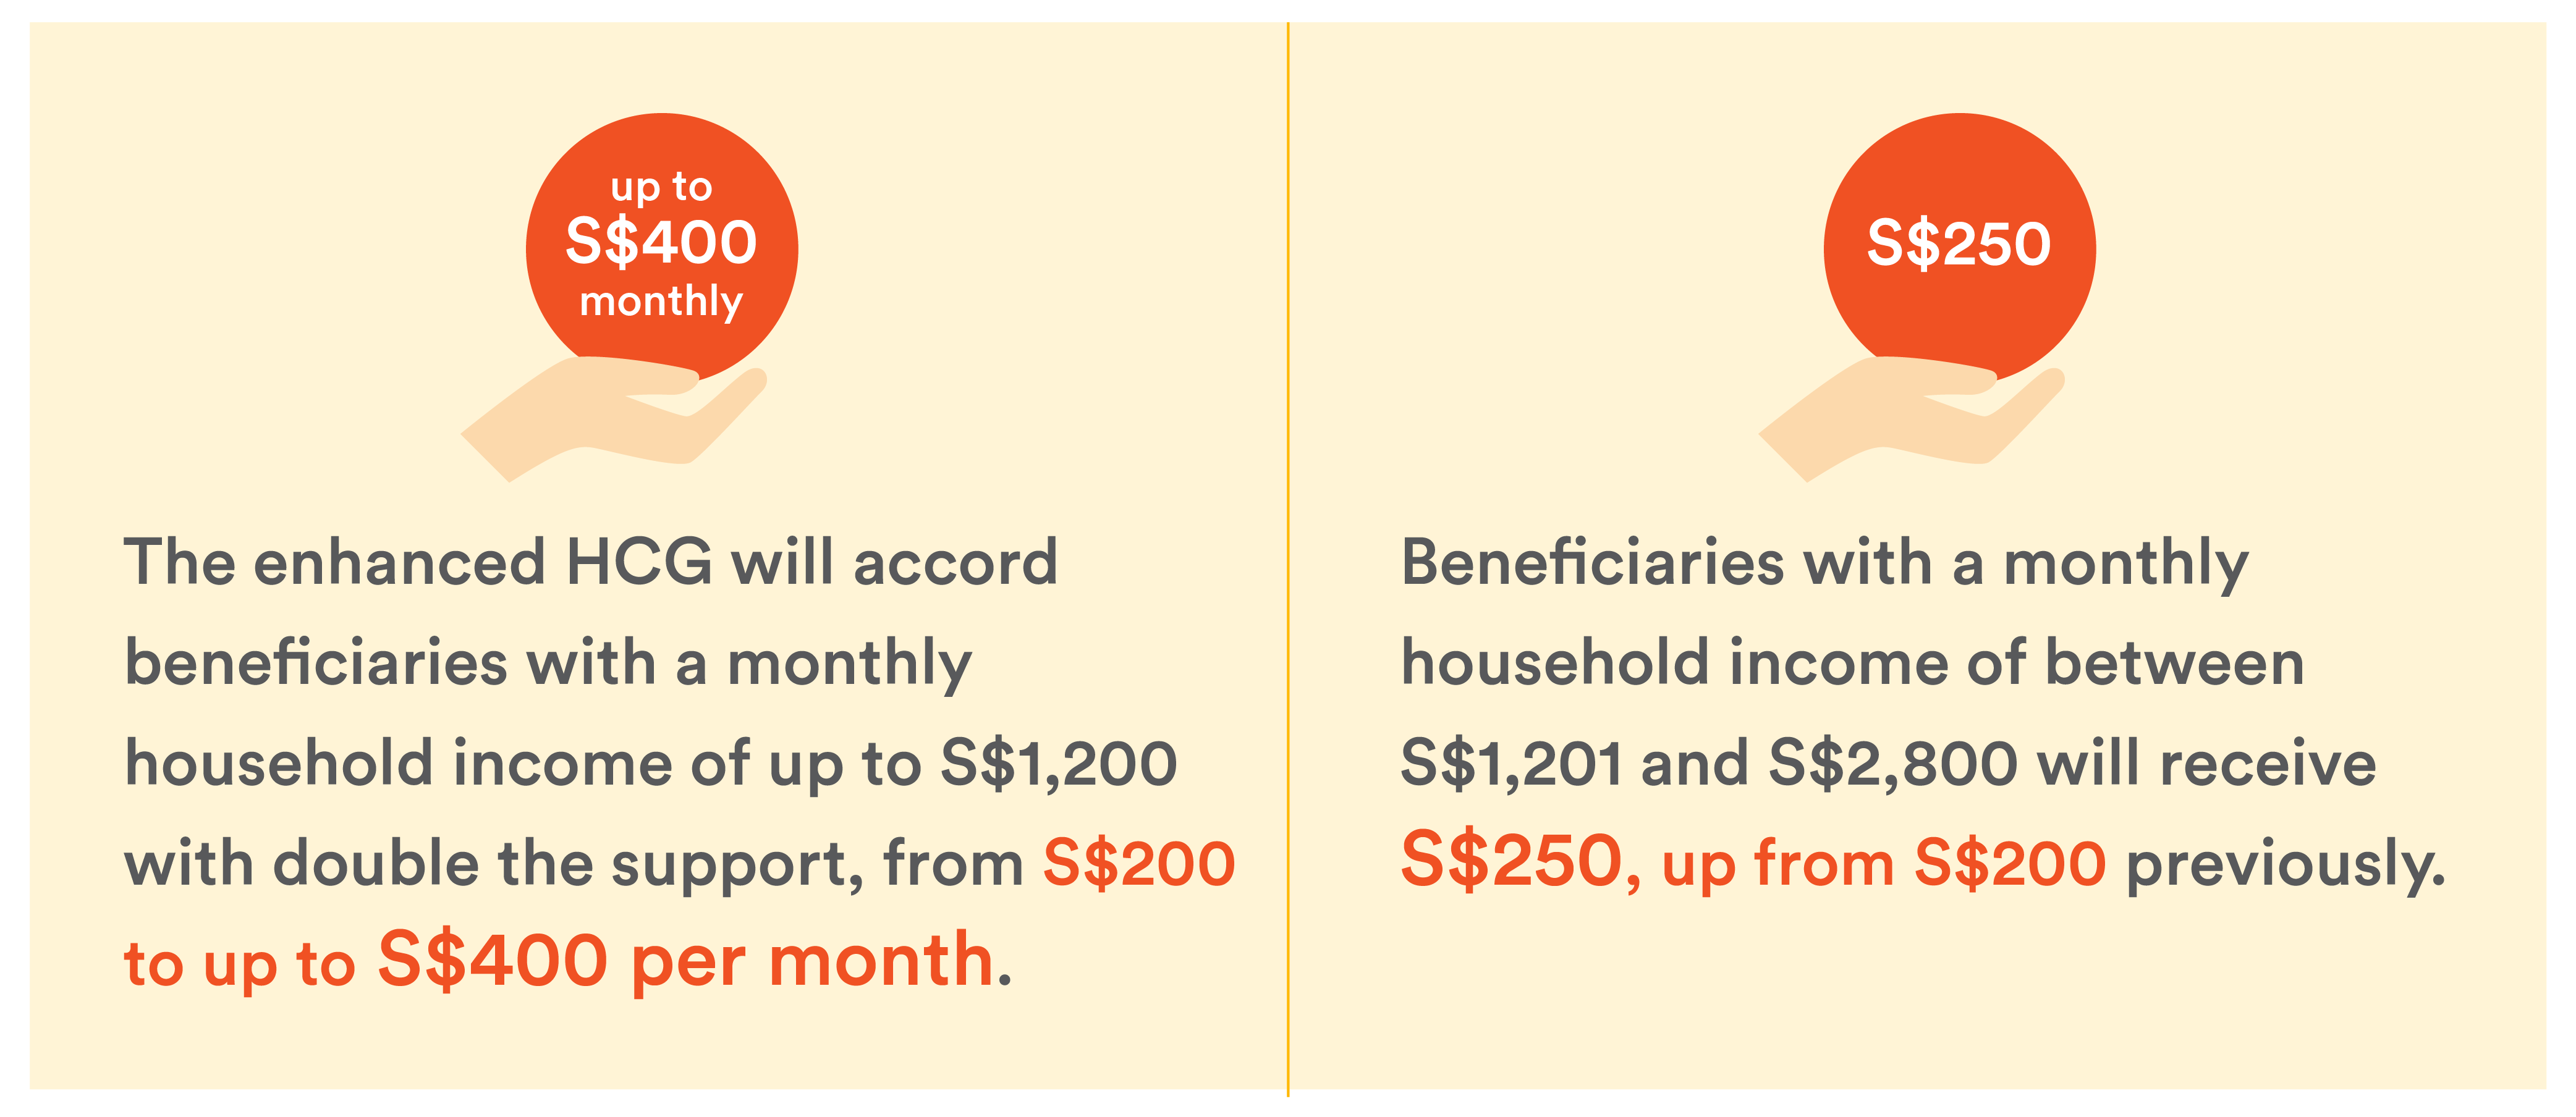 up to
S$400
monthly
The enhanced HCG will accord
beneficiaries with a monthly
household income of up to S$1,200
with double the support, from S$200
to up to S$400 per month.
S$250
Beneficiaries with a monthly
household income of between
S$1,201 and S$2,800 will receive
S$250, up from S$200 previously.